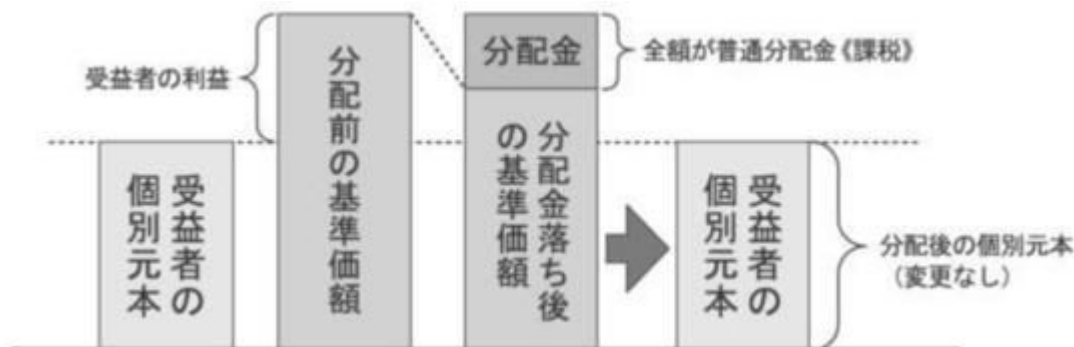 受益者の利益
受益者の
個別元本
分配前の基準価額
分配金
全額が普通分配金《課税》
分配金落ち後
の基準価額
受益者の
個別元本
分配後の個別元本
（変更なし）